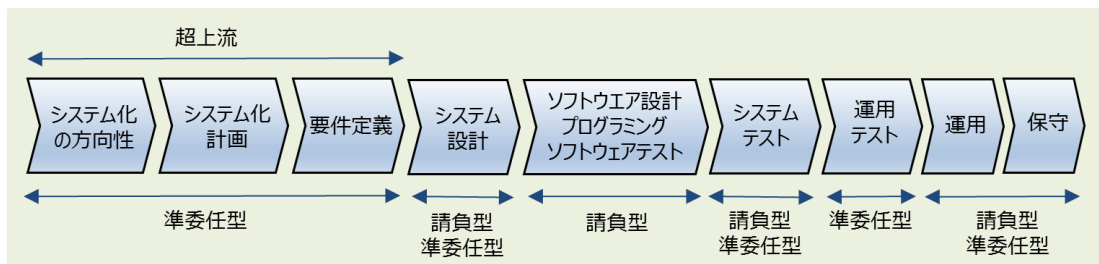 超上流
システム化
の方向性
システム化
計画
要件定義
システム
設計
ソフトウエア設計
プログラミング
ソフトウェアテスト
システム
テスト
運用
テスト
運用
保守
準委任型
請負型
準委任型
請負型
請負型
準委任型
準委任型
請負型
準委任型